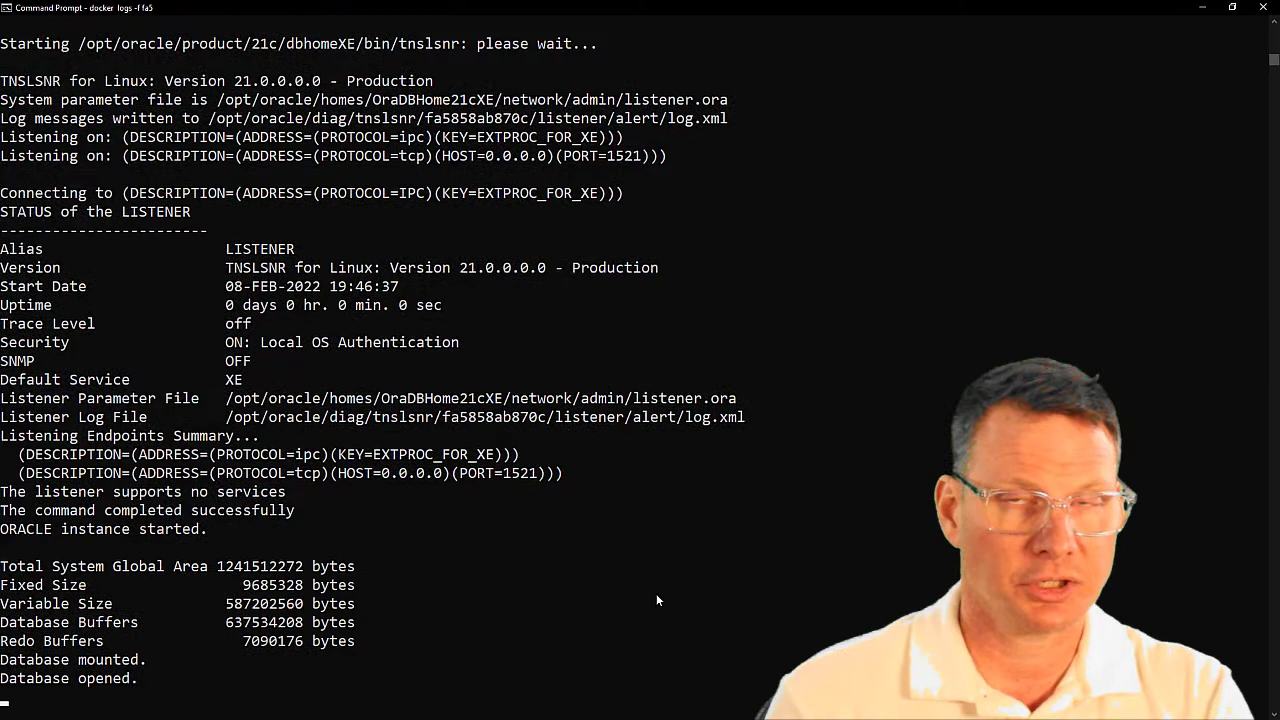 Command Prompt - docker logs -f fa5
Starting /opt/oracle/product/21c/dbhomeXE/bin/tnslsnr: please wait...
TNSLSNR for Linux: Version 21.0.0.0.0 - Production
System parameter file is /opt/oracle/homes/OraDBHome21cXE/network/admin/listener.ora
Log messages written to /opt/oracle/diag/tnslsnr/fa5858ab870c/listener/alert/log.xml
Listening on: (DESCRIPTION=(ADDRESS=(PROTOCOL=ipc)(KEY=EXTPROC_FOR_XE)))
Listening on: (DESCRIPTION=(ADDRESS=(PROTOCOL=tcp)(HOST=0.0.0.0)(PORT=1521)))
Connecting to (DESCRIPTION=(ADDRESS=(PROTOCOL=IPC)(KEY=EXTPROC_FOR_XE)))
STATUS of the LISTENER
------------------------
Alias                     LISTENER
Version                   TNSLSNR for Linux: Version 21.0.0.0.0 - Production
Start Date                08-FEB-2022 19:46:37
Uptime                    0 days 0 hr. 0 min. 0 sec
Trace Level               off
Security                  ON: Local OS Authentication
SNMP                      OFF
Default Service           XE
Listener Parameter File   /opt/oracle/homes/OraDBHome21cXE/network/admin/listener.ora
Listener Log File         /opt/oracle/diag/tnslsnr/fa5858ab870c/listener/alert/log.xml
Listening Endpoints Summary...
  (DESCRIPTION=(ADDRESS=(PROTOCOL=ipc)(KEY=EXTPROC_FOR_XE)))
  (DESCRIPTION=(ADDRESS=(PROTOCOL=tcp)(HOST=0.0.0.0)(PORT=1521)))
The listener supports no services
The command completed successfully
ORACLE instance started.
Total System Global Area 1241512272 bytes
Fixed Size                  9685328 bytes
Variable Size             587202560 bytes
Database Buffers          637534208 bytes
Redo Buffers                7090176 bytes
Database mounted.
Database opened.